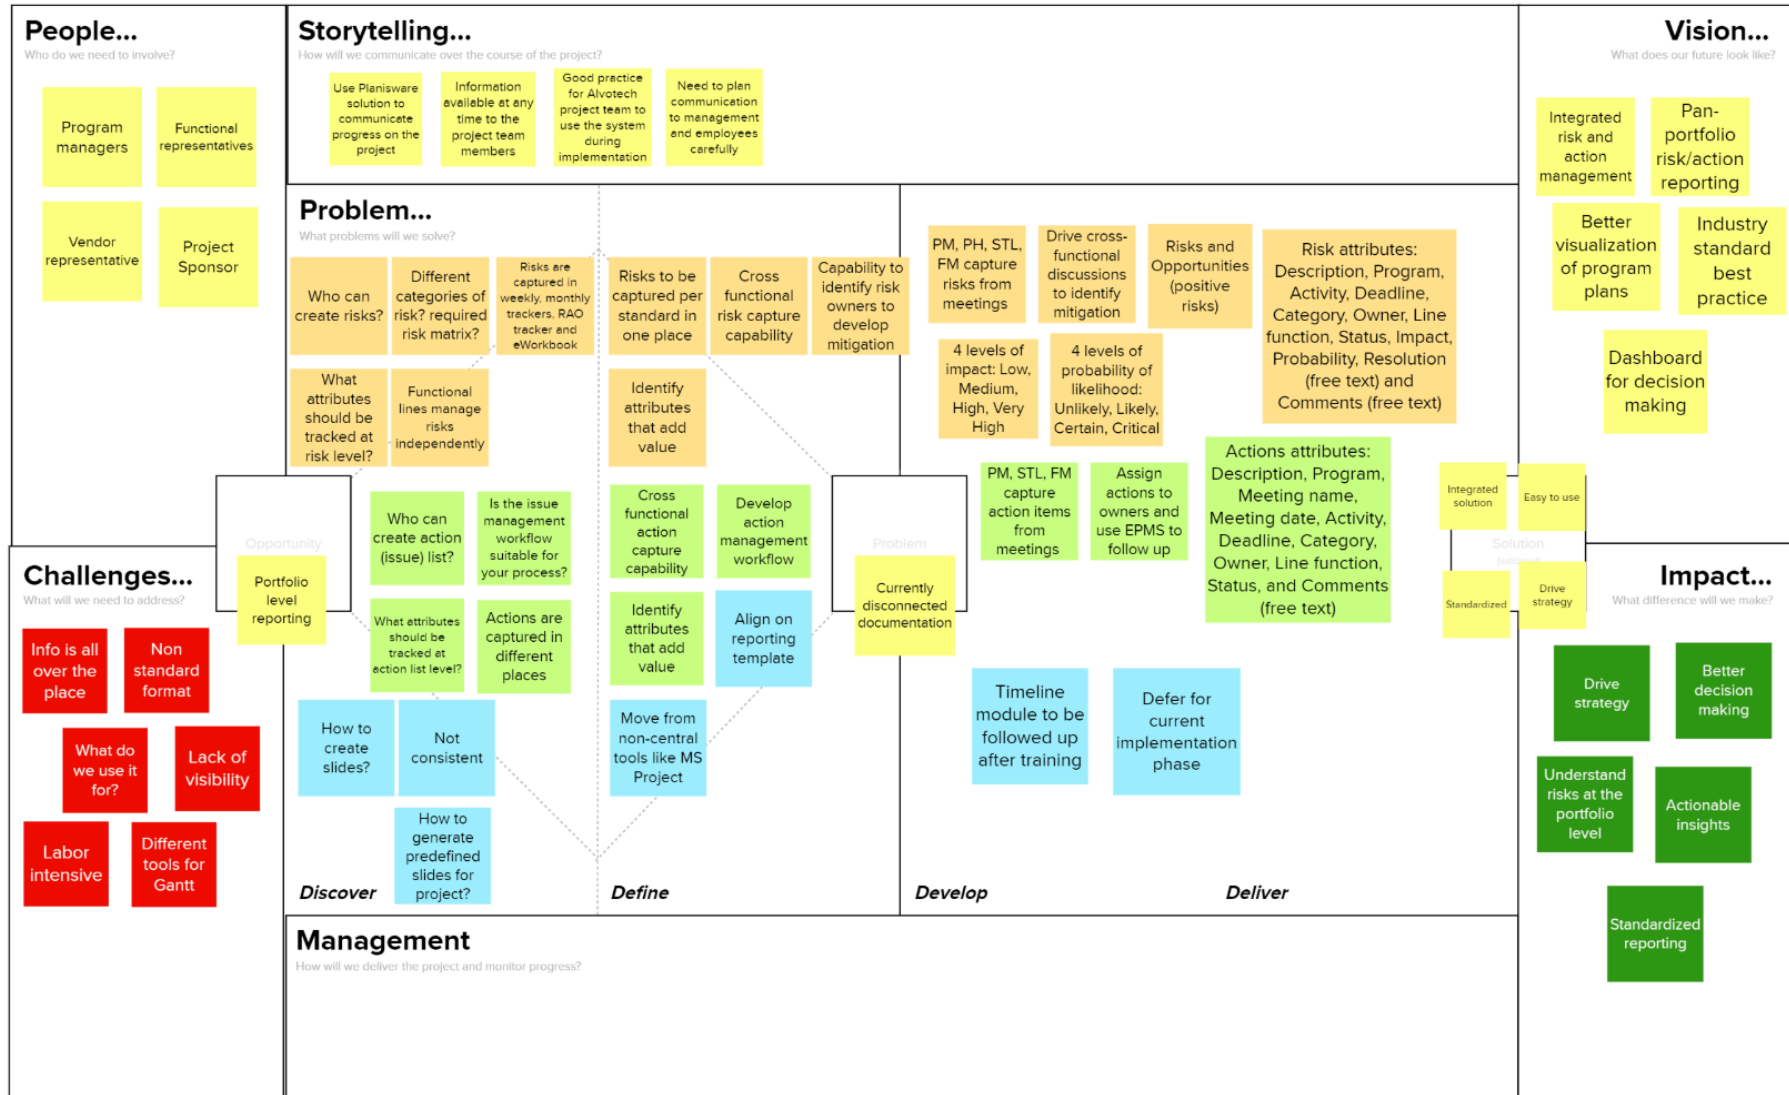 People...
Who do we need to involve?
Program
managers
Functional
representatives
Vendor
representative
Project
Sponsor
Storytelling...
How will we communicate over the course of the project?
Use Planisware
solution to
communicate
progress on the
project
Information
available at any
time to the
project team
members
Good practice
for Alvotech
project team to
use the system
during
implementation
Need to plan
communication
to management
and employees
carefully
Vision...
What does our future look like?
Integrated
risk and
action
management
Pan-
portfolio
risk/action
reporting
Better
visualization
of program
plans
Industry
standard
best
practice
Dashboard
for decision
making
Problem...
What problems will we solve?
Who can
create risks?
Different
categories of
risk? required
risk matrix?
Risks are
captured in
weekly, monthly
trackers, RAO
tracker and
eWorkbook
What
attributes
should be
tracked at
risk level?
Functional
lines manage
risks
independently
Risks to be
captured per
standard in
one place
Cross
functional
risk capture
capability
Capability to
identify risk
owners to
develop
mitigation
Identify
attributes
that add
value
Who can
create action
(issue) list?
Is the issue
management
workflow
suitable for
your process?
What attributes
should be
tracked at
action list level?
Actions are
captured in
different
places
Cross
functional
action
capture
capability
Develop
action
management
workflow
Identify
attributes
that add
value
Align on
reporting
template
How to
create
slides?
Not
consistent
How to
generate
predefined
slides for
project?
Move from
non-central
tools like MS
Project
Discover
Define
Opportunity
Portfolio
level
reporting
Problem
Currently
disconnected
documentation
PM, PH, STL,
FM capture
risks from
meetings
Drive cross-
functional
discussions
to identify
mitigation
Risks and
Opportunities
(positive
risks)
Risk attributes:
Description, Program,
Activity, Deadline,
Category, Owner, Line
function, Status, Impact,
Probability, Resolution
(free text) and
Comments (free text)
4 levels of
impact: Low,
Medium,
High, Very
High
4 levels of
probability of
likelihood:
Unlikely, Likely,
Certain, Critical
PM, STL, FM
capture
action items
from
meetings
Assign
actions to
owners and
use EPMS to
follow up
Actions attributes:
Description, Program,
Meeting name,
Meeting date, Activity,
Deadline, Category,
Owner, Line function,
Status, and Comments
(free text)
Timeline
module to be
followed up
after training
Defer for
current
implementation
phase
Develop
Deliver
Integrated
solution
Easy to use
Solution
Standardized
Drive
strategy
Challenges...
What will we need to address?
Info is all
over the
place
Non
standard
format
What do
we use it
for?
Lack of
visibility
Labor
intensive
Different
tools for
Gantt
Impact...
What difference will we make?
Drive
strategy
Better
decision
making
Understand
risks at the
portfolio
level
Actionable
insights
Standardized
reporting
Management
How will we deliver the project and monitor progress?